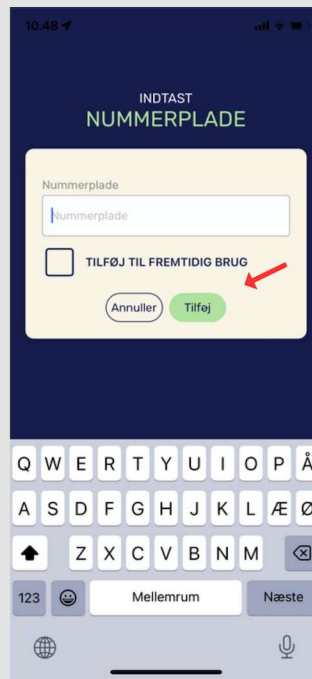 10.48
INDTAST
NUMMERPLADE
Nummerplade
Nummerplade
TILFØJ TIL FREMTIDIG BRUG
Annuller Tilføj
Q W E R T Y U I O P Å
A S D F G H J K L Æ Ø
Z X C V B N M
123 Mellemrum Næste